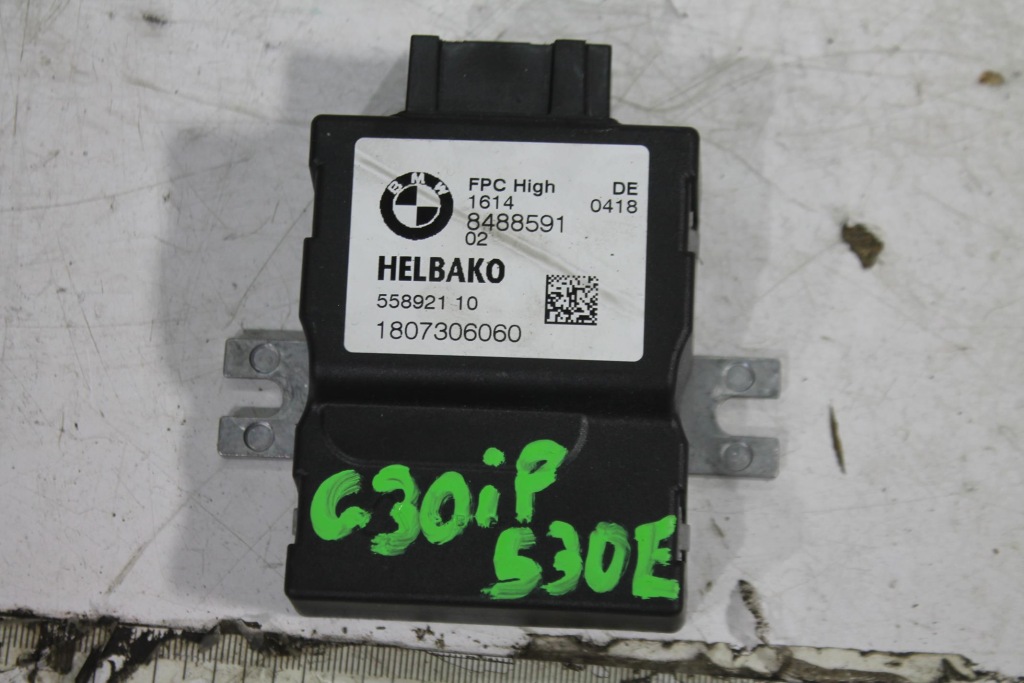 BMW
FPC High DE
1614 0418
8488591
02
HELBAKO
558921 10
1807306060
G30iP
530E